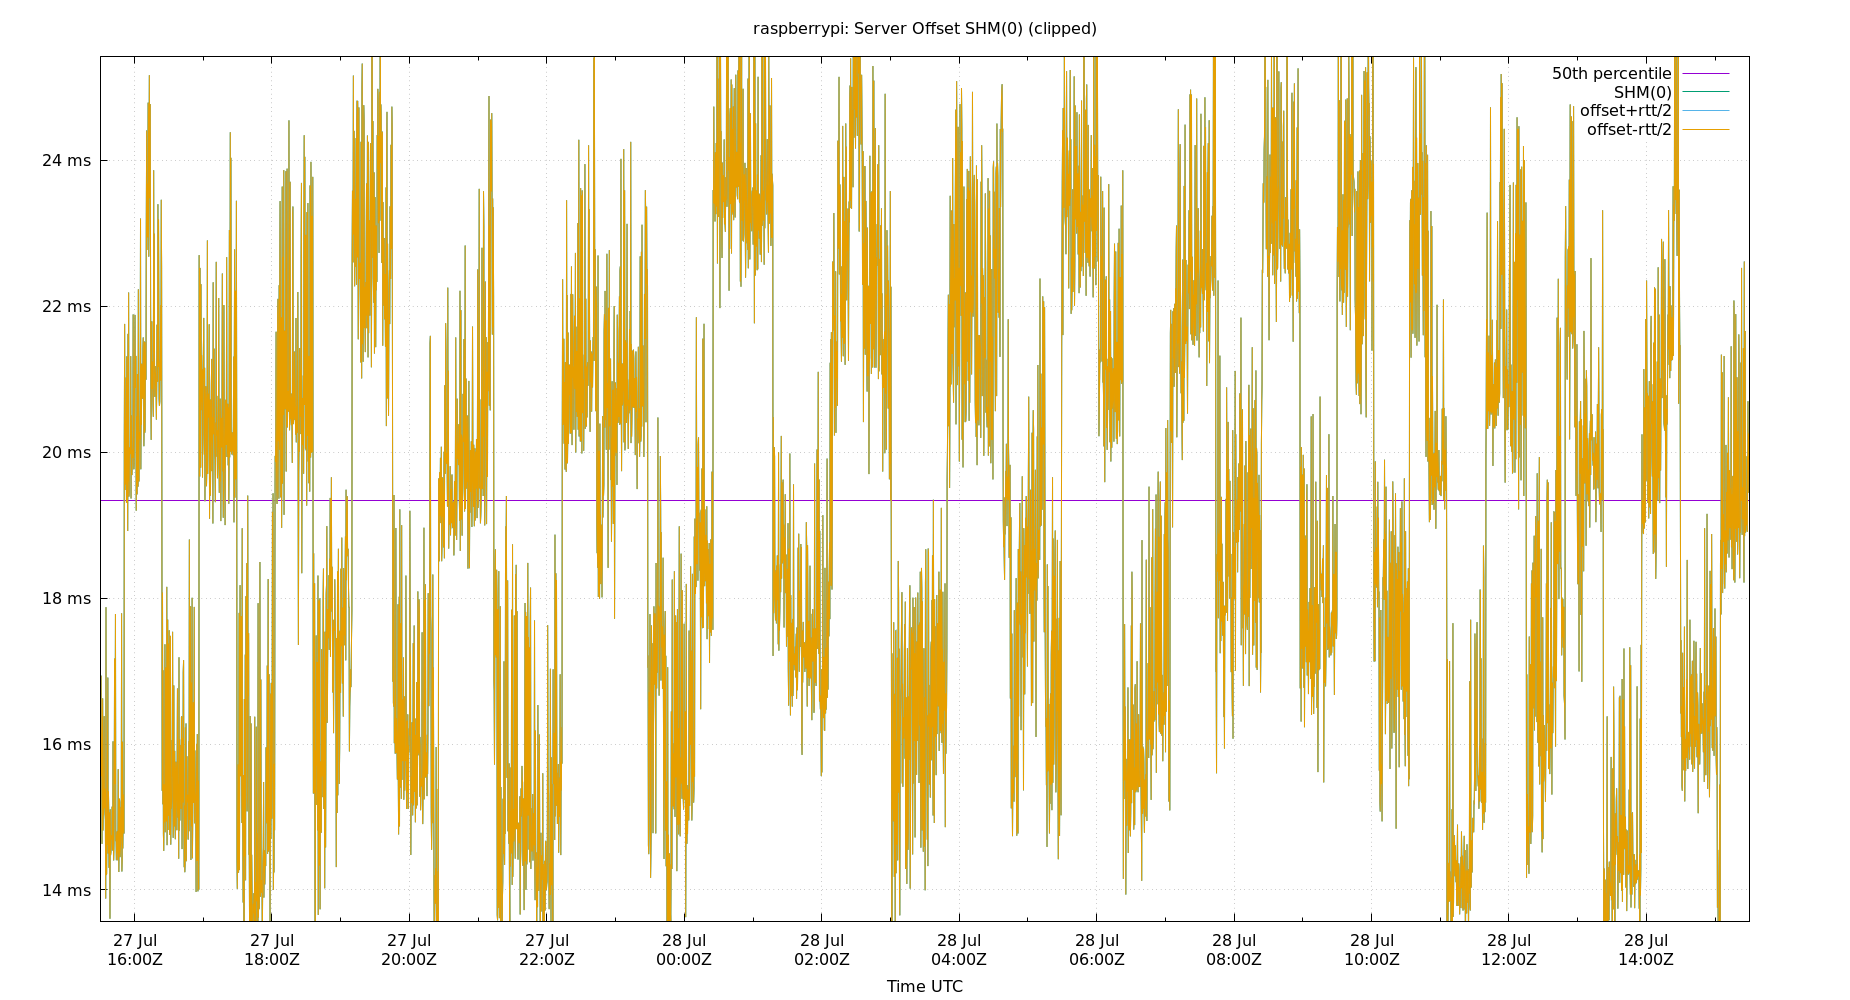 raspberrypi: Server Offset SHM(0) (clipped)
50th percentile
SHM(0)
offset+rtt/2
offset-rtt/2
24 ms
22 ms
20 ms
18 ms
16 ms
14 ms
27 Jul 27 Jul 27 Jul 27 Jul 28 Jul 28 Jul 28 Jul 28 Jul 28 Jul 28 Jul 28 Jul 28 Jul
16:00Z 18:00Z 20:00Z 22:00Z 00:00Z 02:00Z 04:00Z 06:00Z 08:00Z 10:00Z 12:00Z 14:00Z
Time UTC